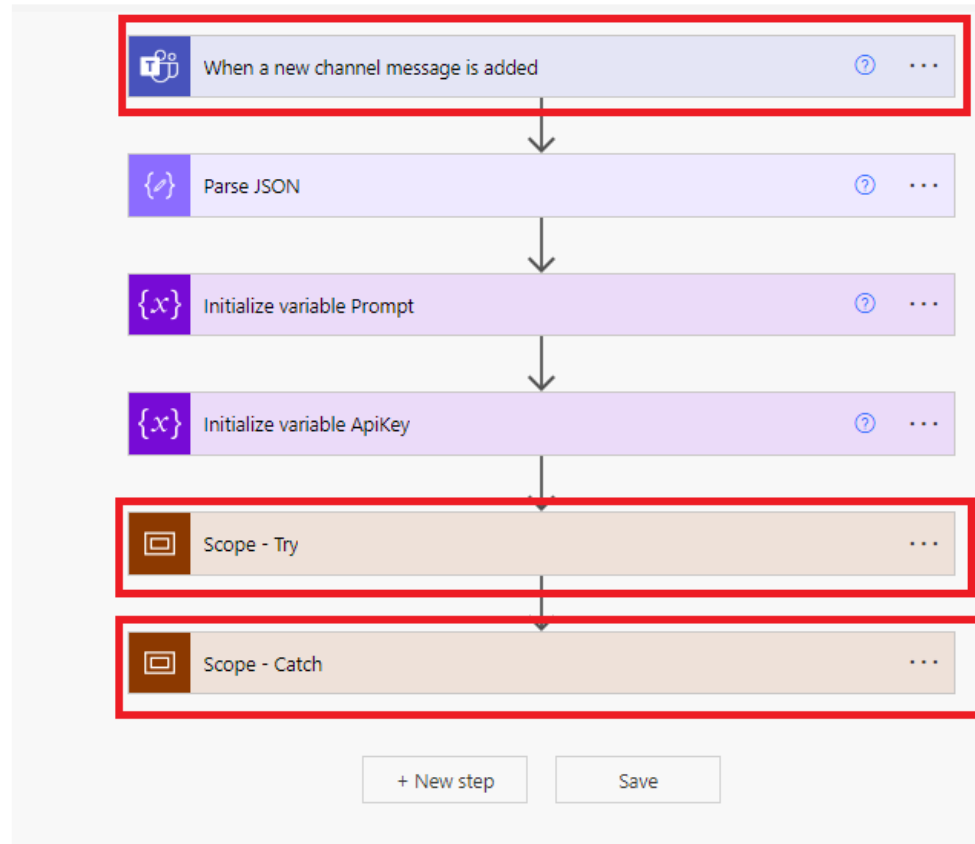 When a new channel message is added
Parse JSON
{x} Initialize variable Prompt
{x} Initialize variable ApiKey
Scope - Try
Scope - Catch
+ New step Save